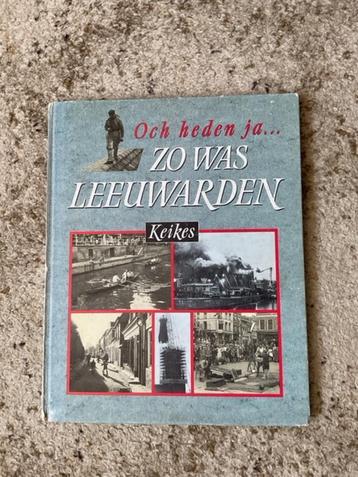 Och heden ja...
ZO WAS
LEEUWARDEN
Keikes